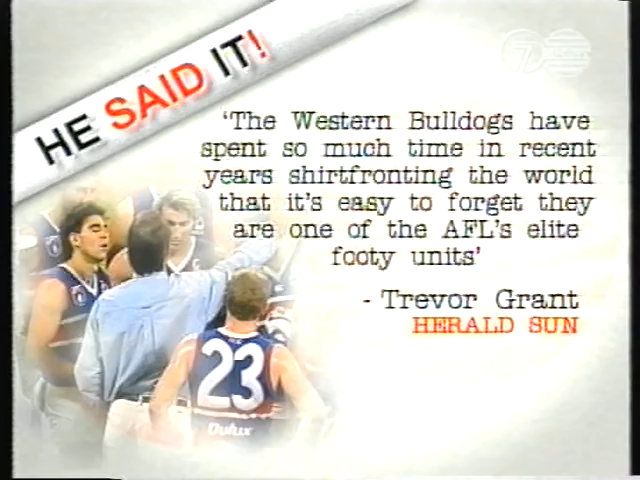 HE SAID IT!
7
'The Western Bulldogs have
spent so much time in recent
years shirtfronting the world
that it's easy to forget they
are one of the AFL's elite
footy units'
- Trevor Grant
HERALD SUN
23
Dulux